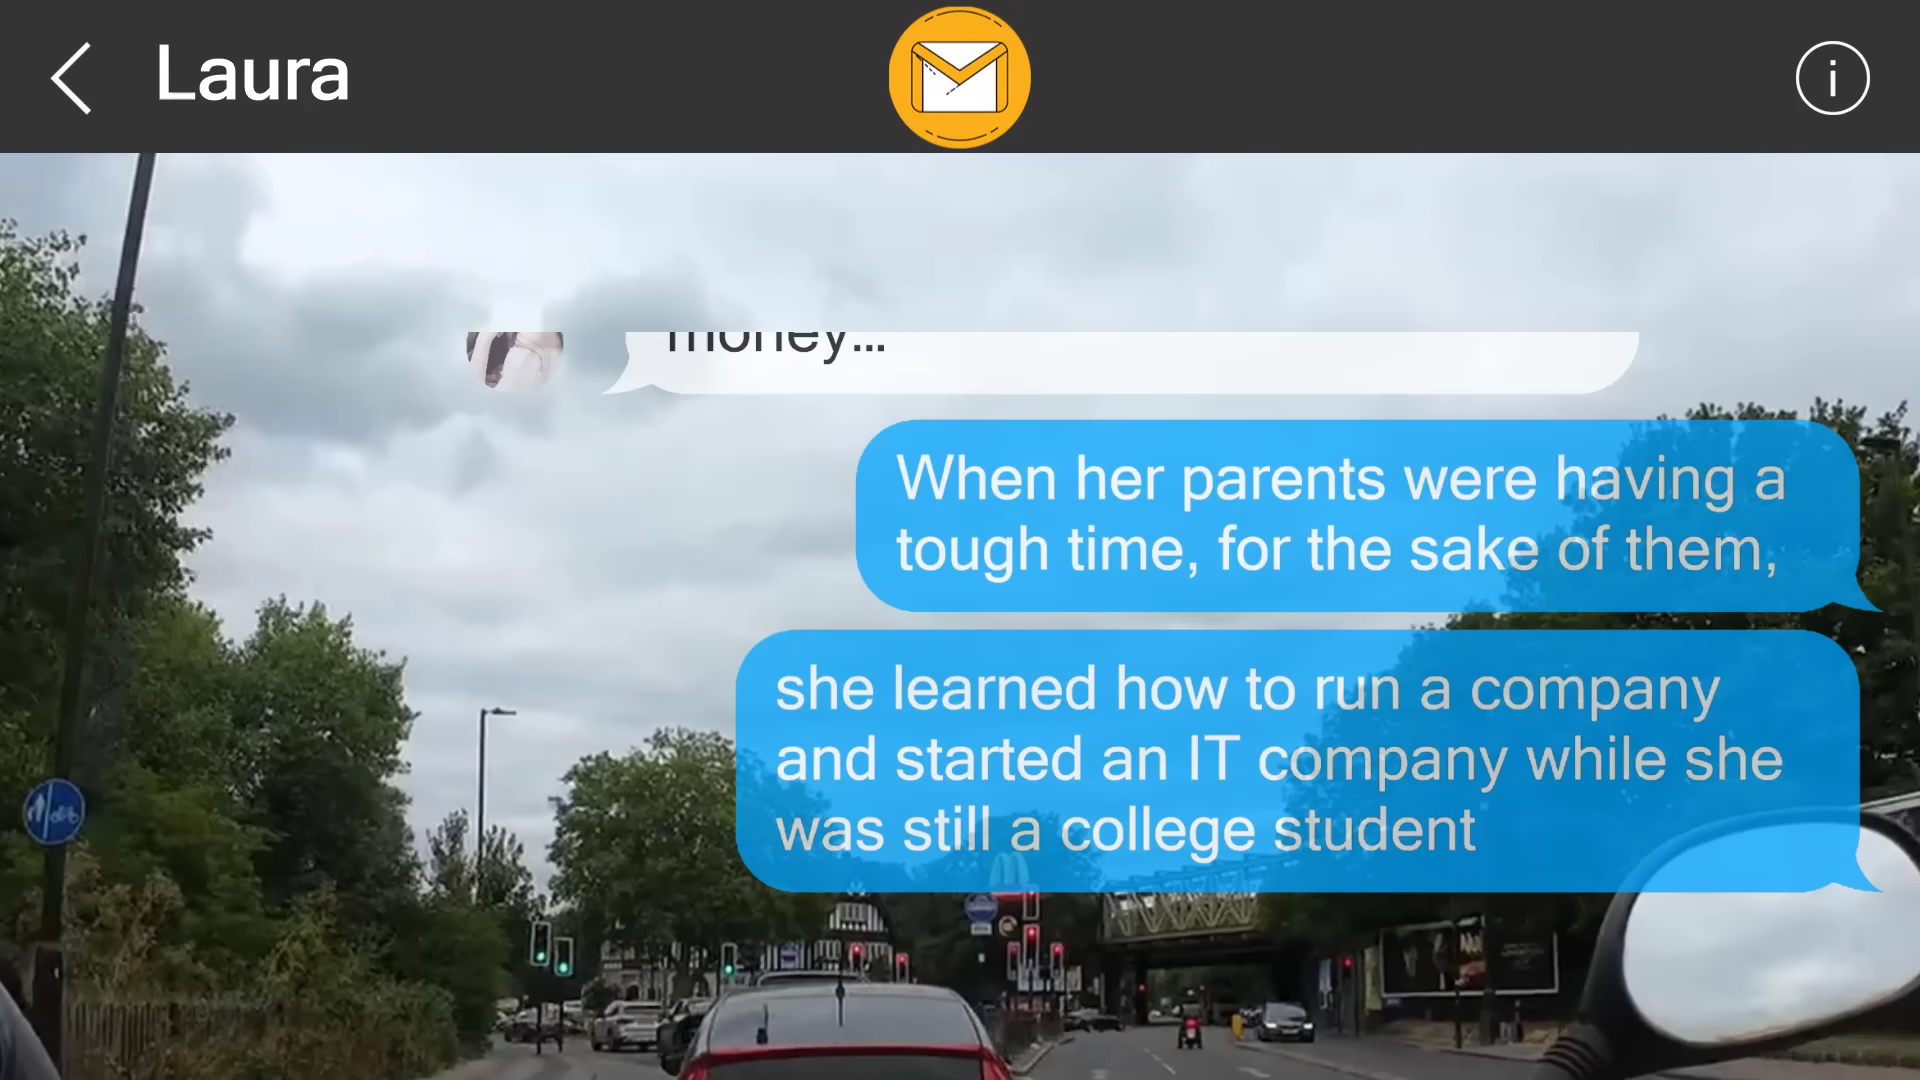 Laura
money...
When her parents were having a
tough time, for the sake of them,
she learned how to run a company
and started an IT company while she
was still a college student